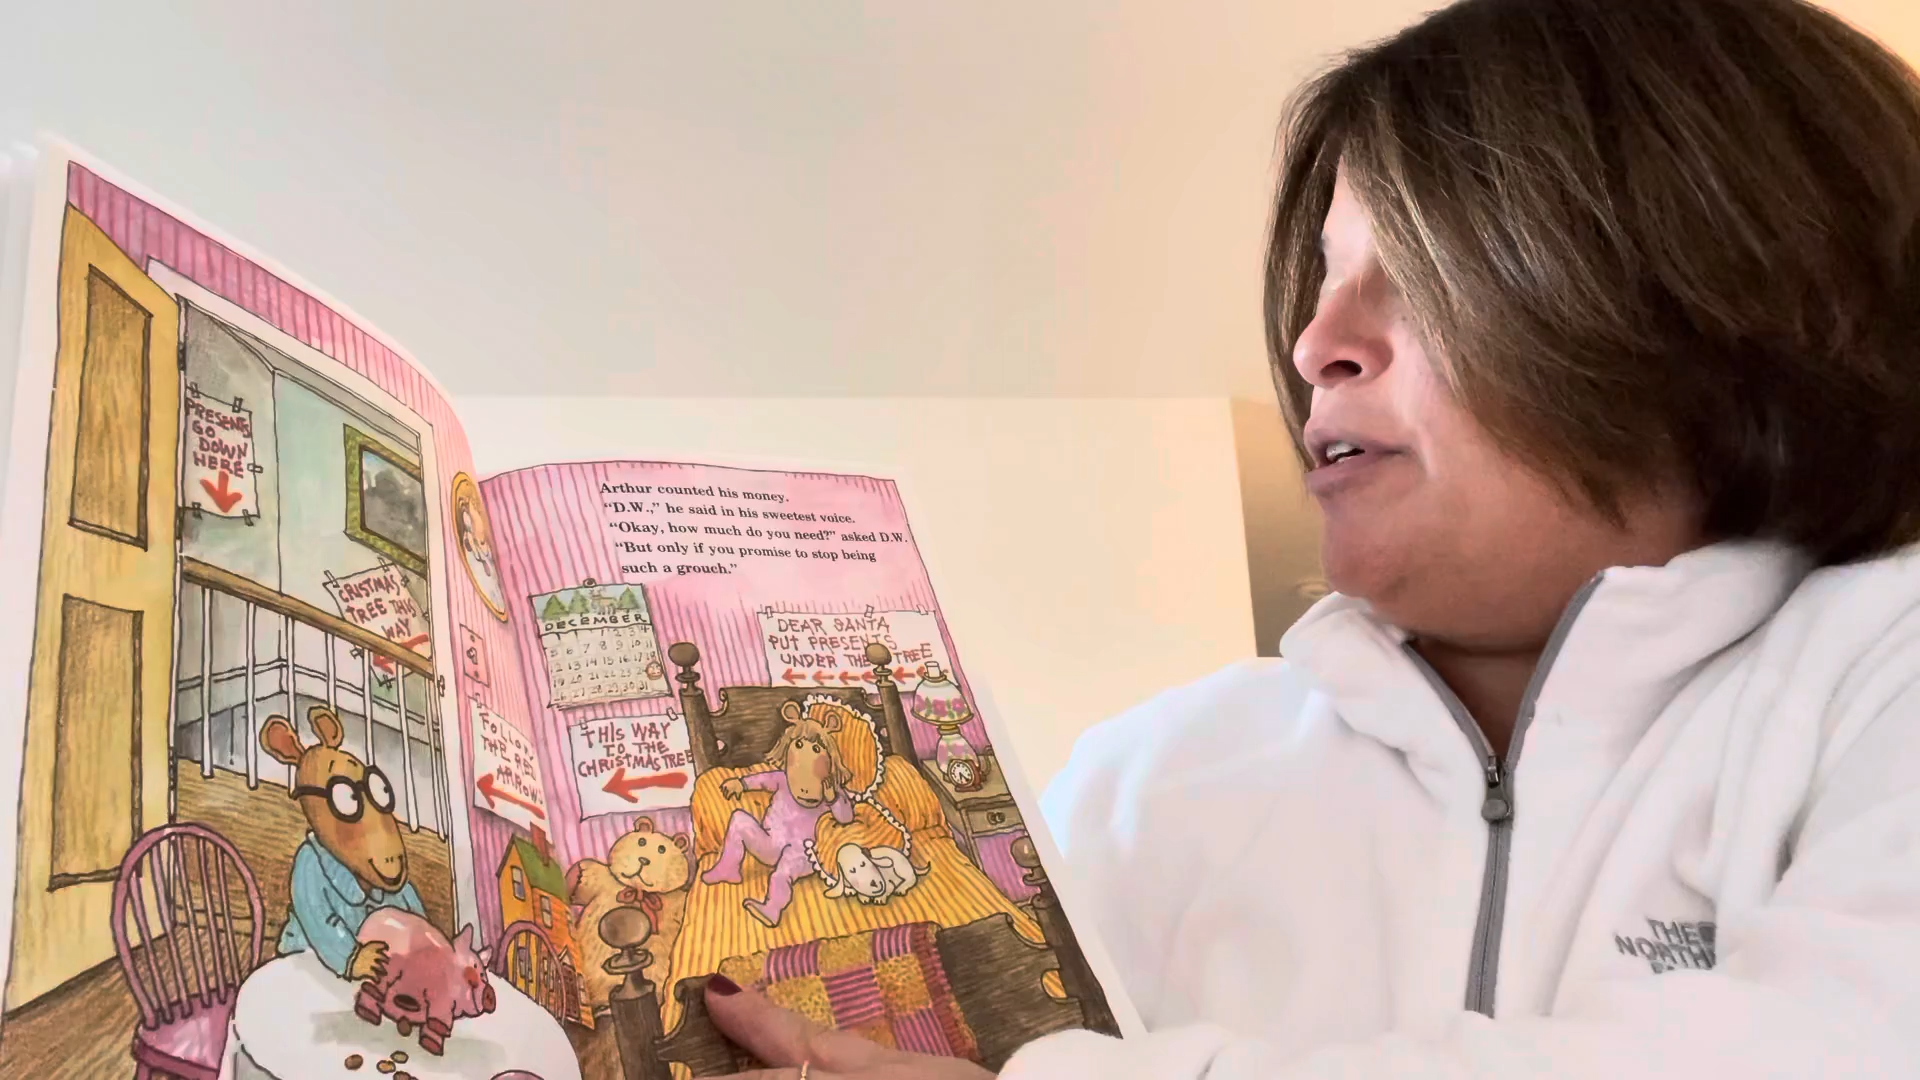 PRESENTS
GO
DOWN
HERE
CRISTMAS
TREE THIS
WAY
FOLLOW
THE RED
ARROWS
Arthur counted his money.
“D.W.,” he said in his sweetest voice.
“Okay, how much do you need?” asked D.W.
“But only if you promise to stop being
such a grouch.”
DECEMBER
DEAR SANTA
PUT PRESENTS
UNDER THE TREE
THIS WAY
TO THE
CHRISTMAS TREE
THE
NORTH